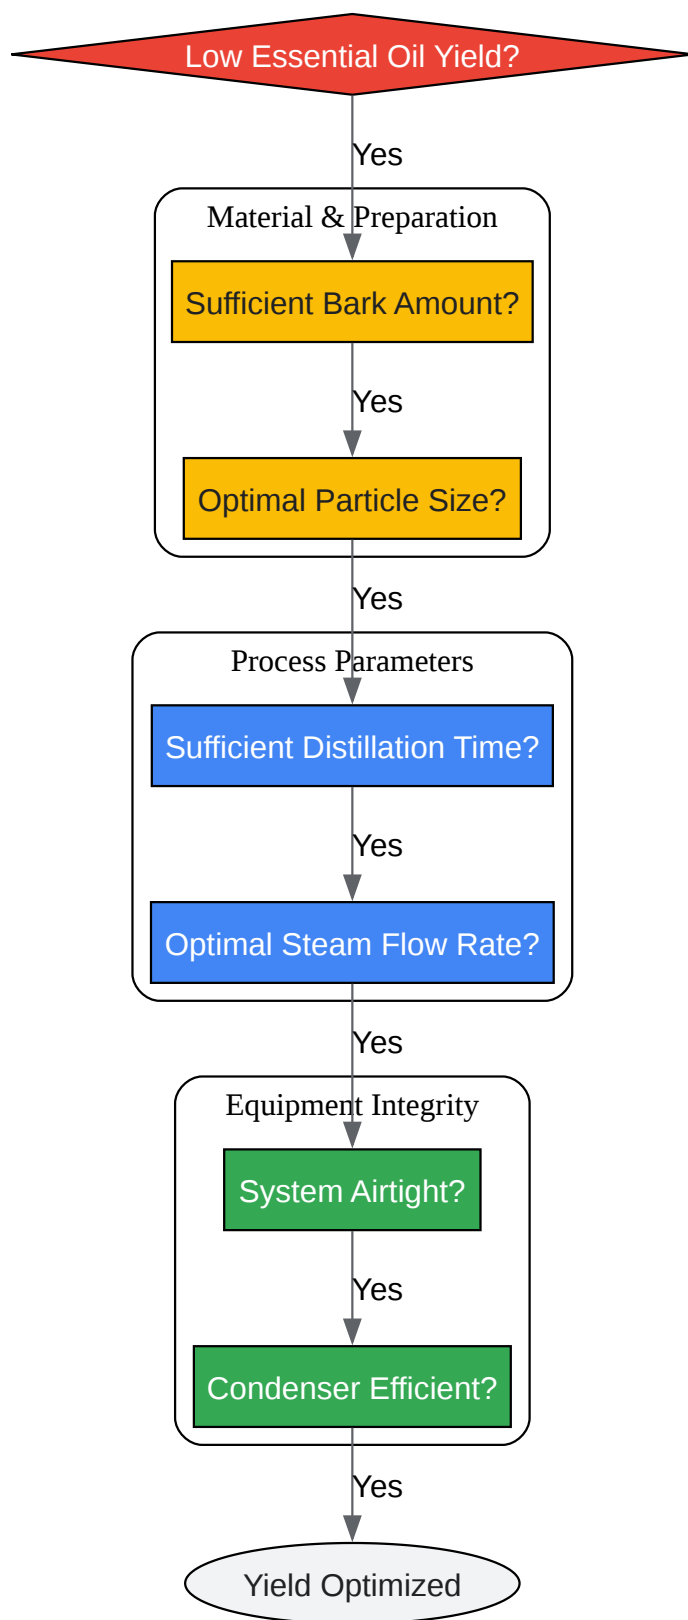 Low Essential Oil Yield?
Yes
Material & Preparation
Sufficient Bark Amount?
Yes
Optimal Particle Size?
Yes
Process Parameters
Sufficient Distillation Time?
Yes
Optimal Steam Flow Rate?
Yes
Equipment Integrity
System Airtight?
Yes
Condenser Efficient?
Yes
Yield Optimized